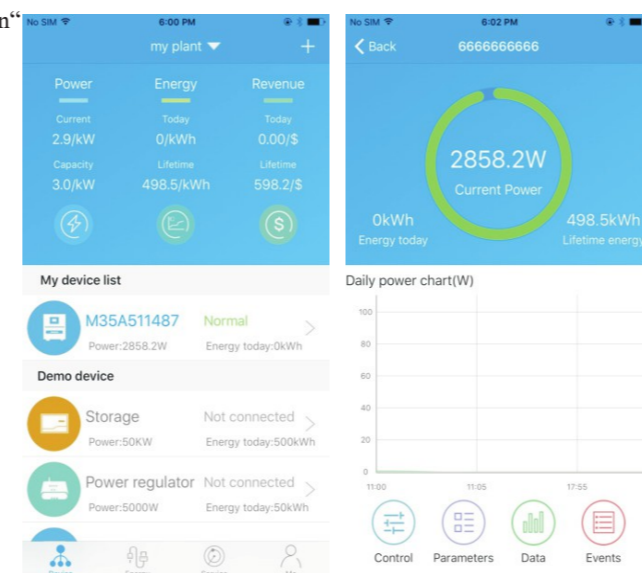 n“
No SIM 6:00 PM
my plant
+
Power Energy Revenue
Current Today Today
2.9/kW 0/kWh 0.00/$
Capacity Lifetime Lifetime
3.0/kW 498.5/kWh 598.2/$
$
My device list
M35A511487 Normal
Power:2858.2W Energy today:0kWh
Demo device
Storage Not connected
Power:50KW Energy today:500kWh
Power regulator Not connected
Power:5000W Energy today:50kWh
No SIM 6:02 PM
Back 6666666666
2858.2W
Current Power
0kWh 498.5kWh
Energy today Lifetime energy
Daily power chart(W)
100
80
60
40
20
0
11:00 11:05 17:55
Control Parameters Data Events